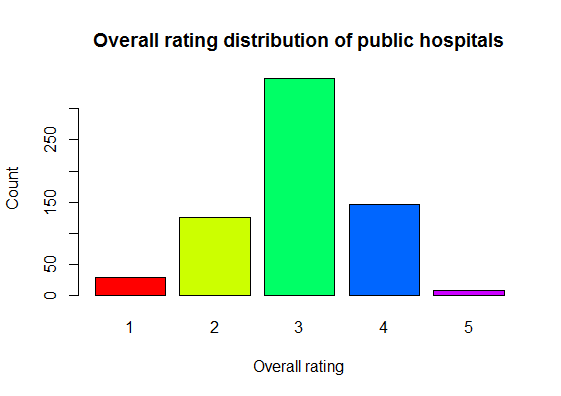 Overall rating distribution of public hospitals
Count
250
150
50
0
1 2 3 4 5
Overall rating